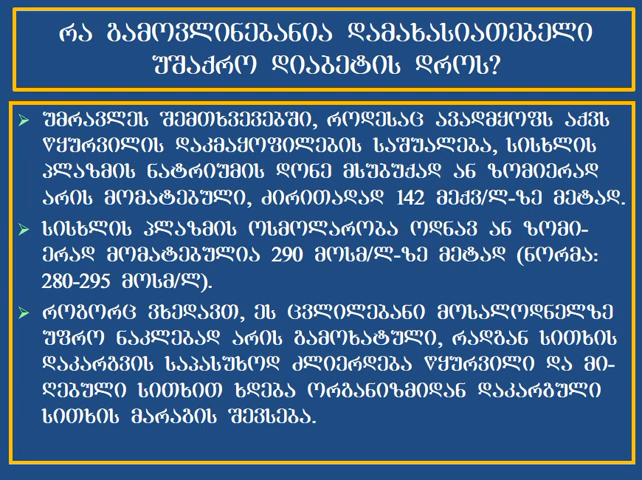 რა გამოვლინებანია დამახასიათებელი
უშაქრო დიაბეტის დროს?
უმრავლეს შემთხვევებში, როდესაც ავადმყოფს აქვს
წყურვილის დაკმაყოფილების საშუალება, სისხლის
პლაზმის ნატრიუმის დონე მსუბუქად ან ზომიერად
არის მომატებული, ძირითადად 142 მექვ/ლ-ზე მეტად.
სისხლის პლაზმის ოსმოლარობა ოდნავ ან ზომი-
ერად მომატებულია 290 მოსმ/ლ-ზე მეტად (ნორმა:
280-295 მოსმ/ლ).
როგორც ვხედავთ, ეს ცვლილებანი მოსალოდნელზე
უფრო ნაკლებად არის გამოხატული, რადგან სითხის
დაკარგვის საპასუხოდ ძლიერდება წყურვილი და მი-
ღებული სითხით ხდება ორგანიზმიდან დაკარგული
სითხის მარაგის შევსება.